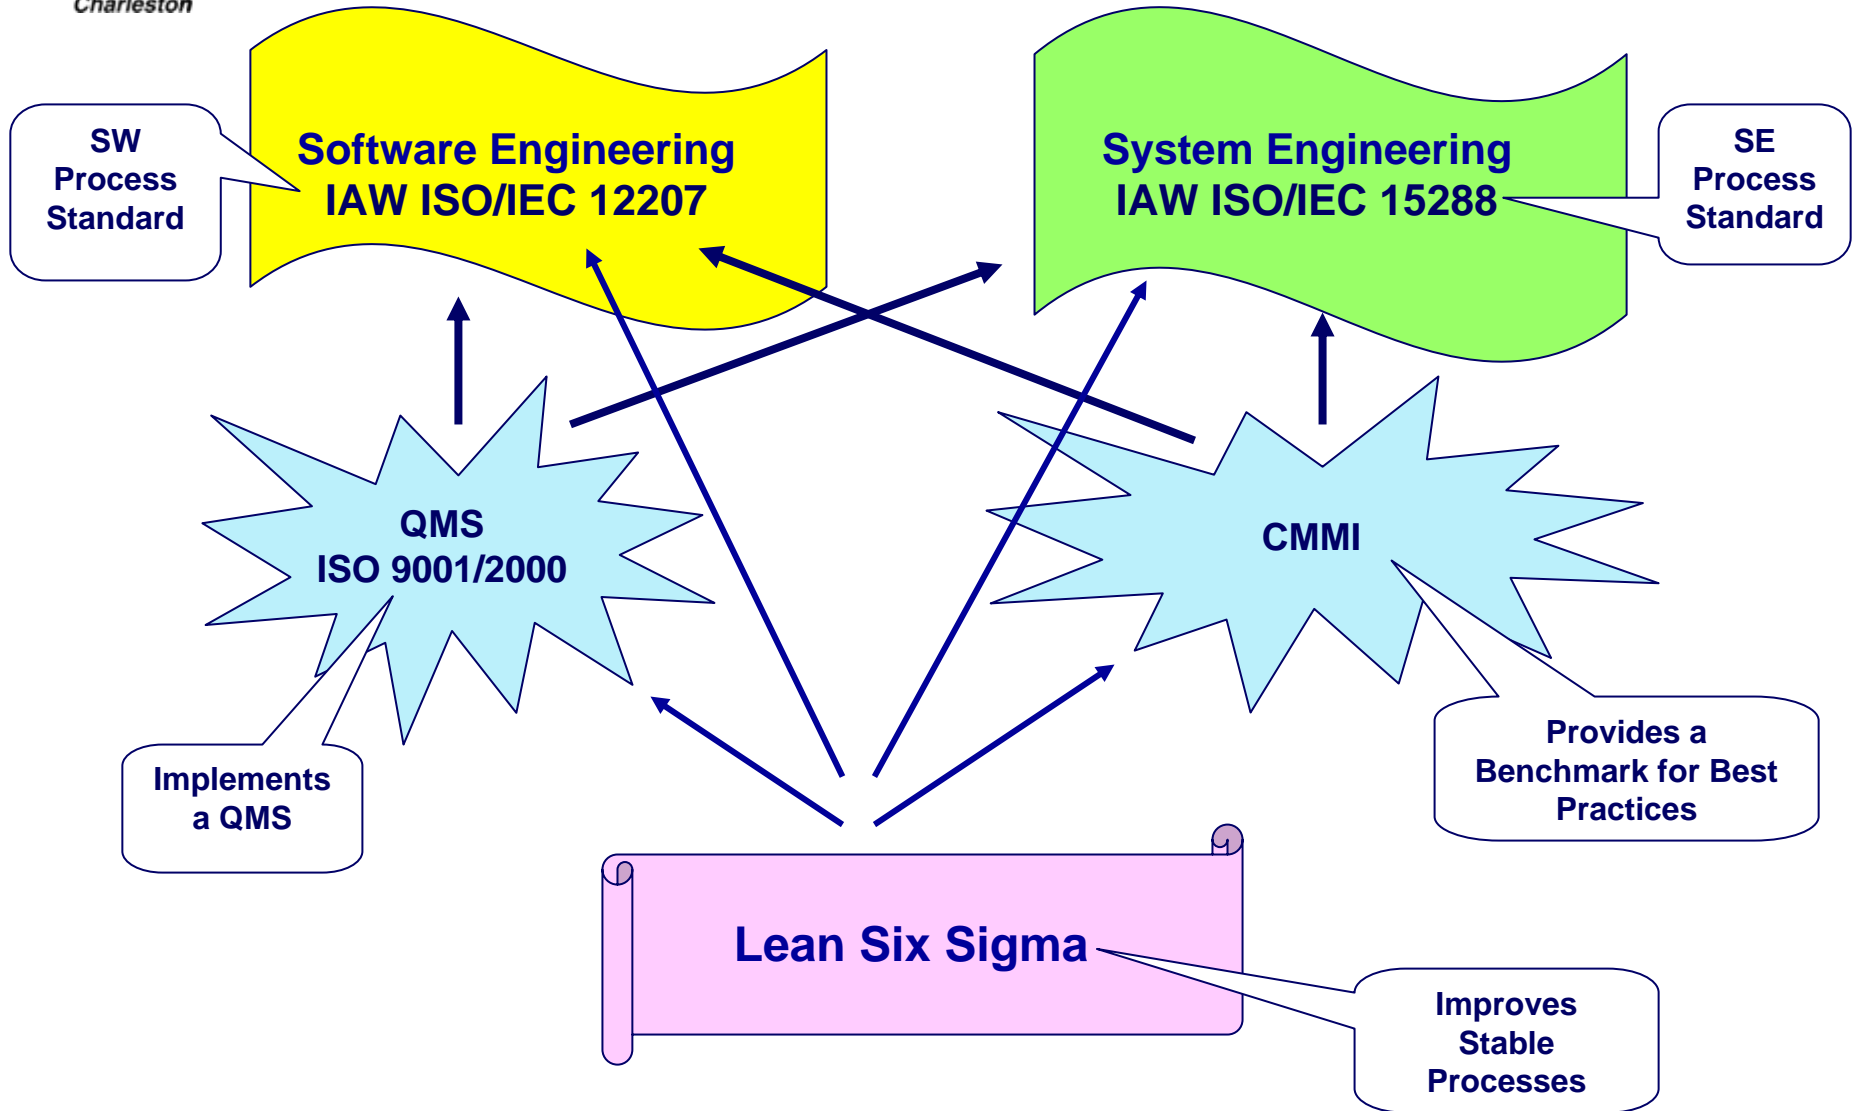 Charleston
Software Engineering
IAW ISO/IEC 12207
System Engineering
IAW ISO/IEC 15288
SW
Process
Standard
SE
Process
Standard
QMS
ISO 9001/2000
CMMI
Implements
a QMS
Provides a
Benchmark for Best
Practices
Lean Six Sigma
Improves
Stable
Processes